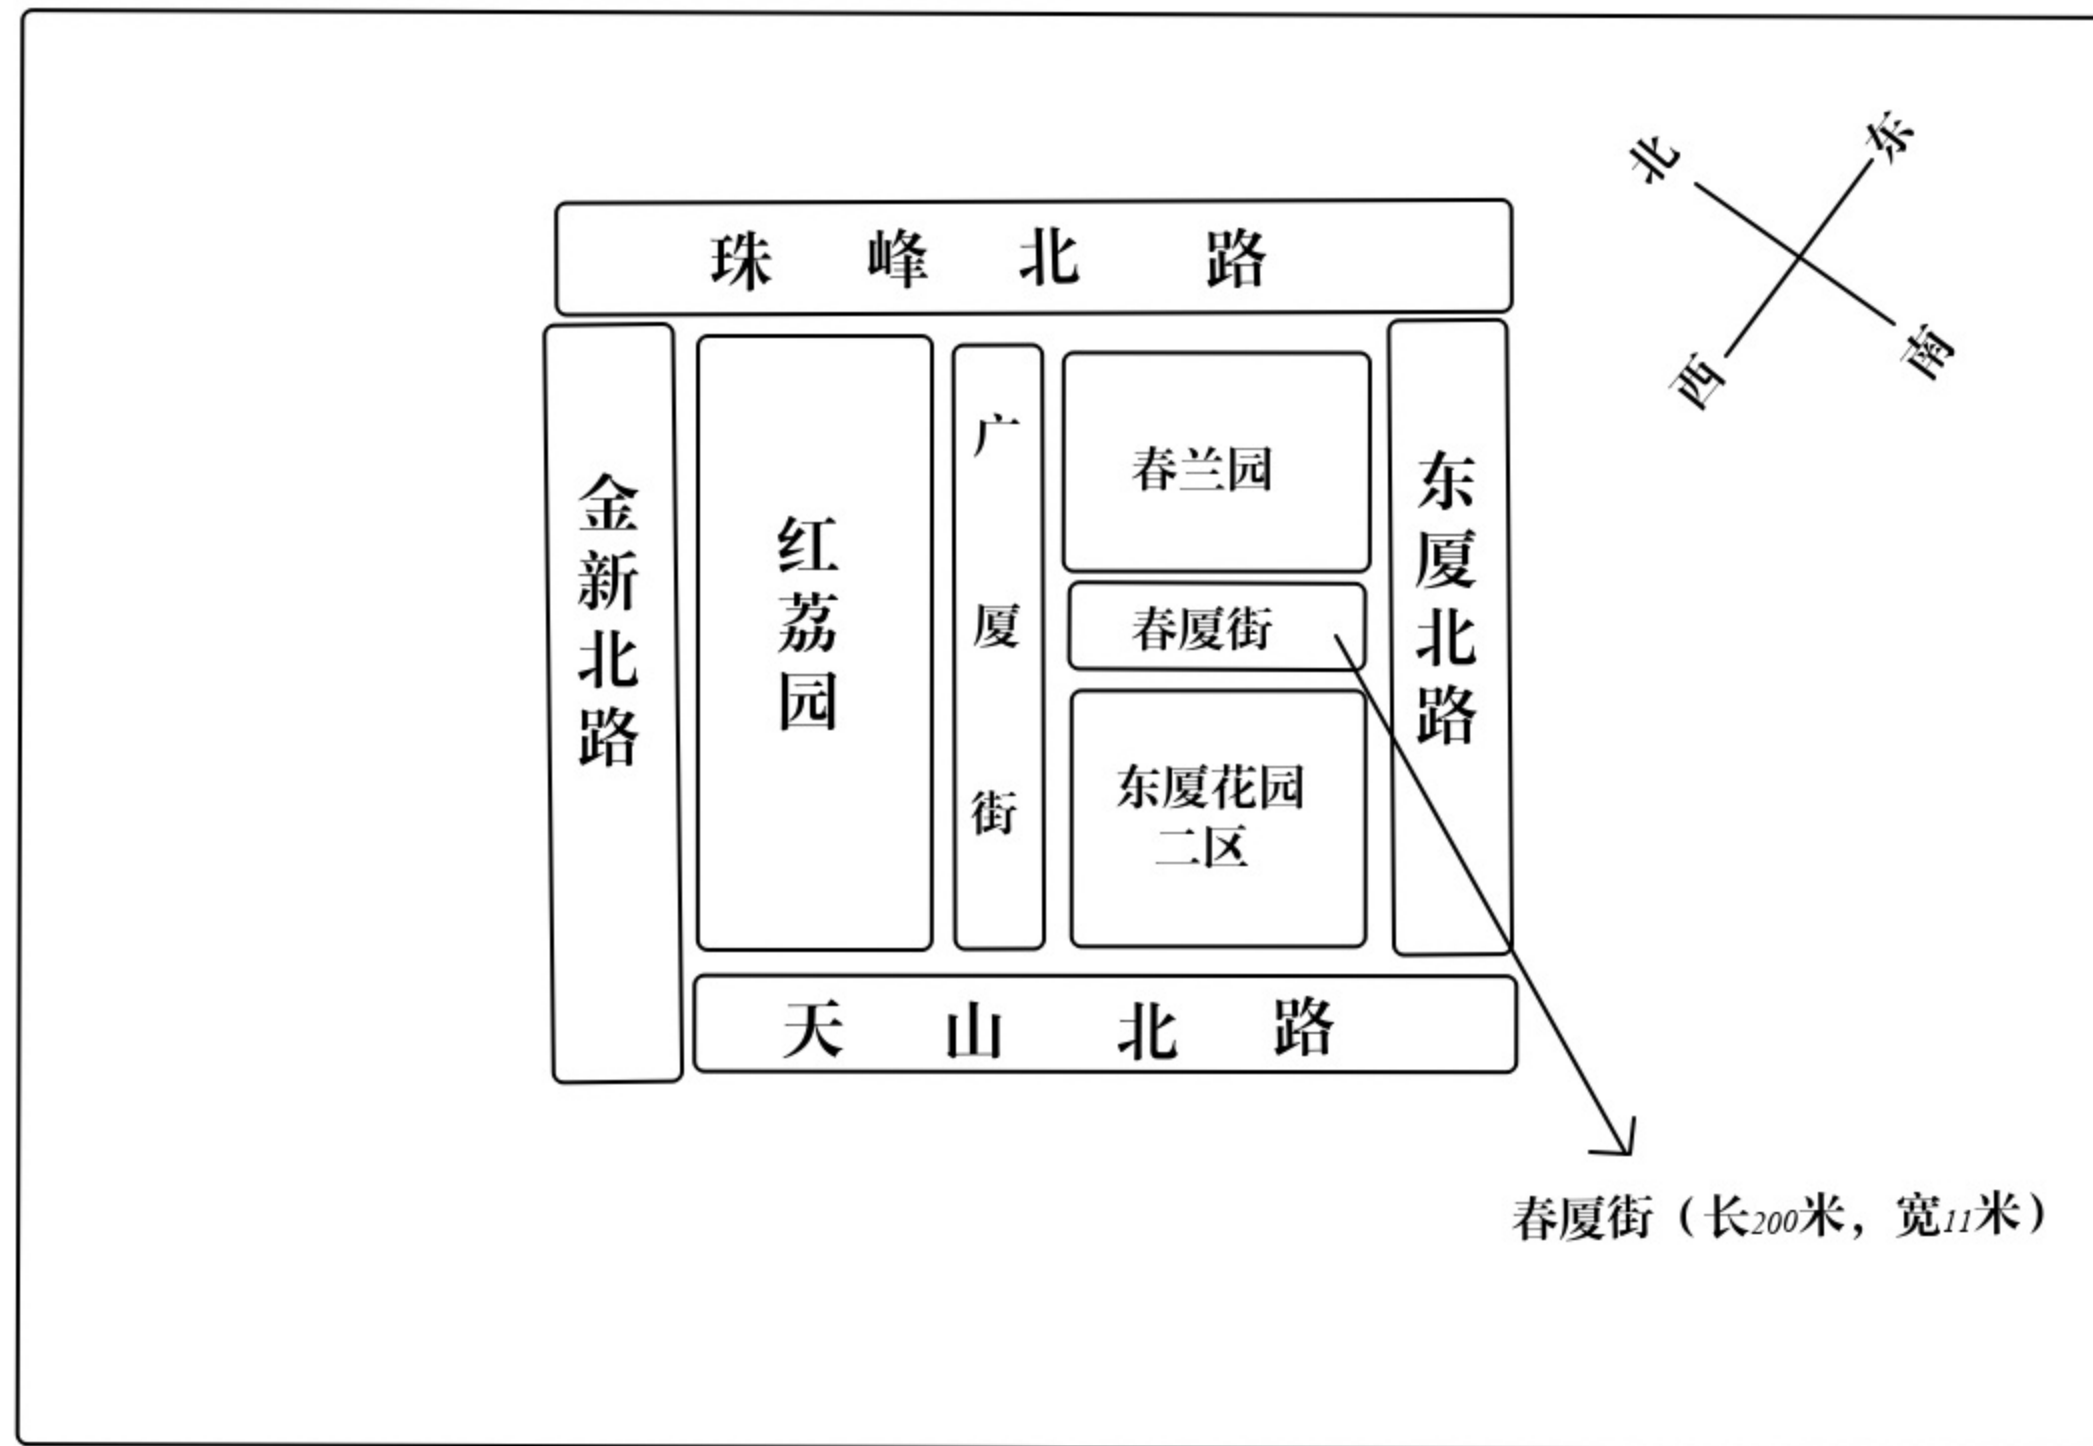 北
东
西
南
珠峰北路
金新北路
红荔园
广厦街
春兰园
春厦街
东厦花园
二区
东厦北路
天山北路
春厦街（长200米，宽11米）